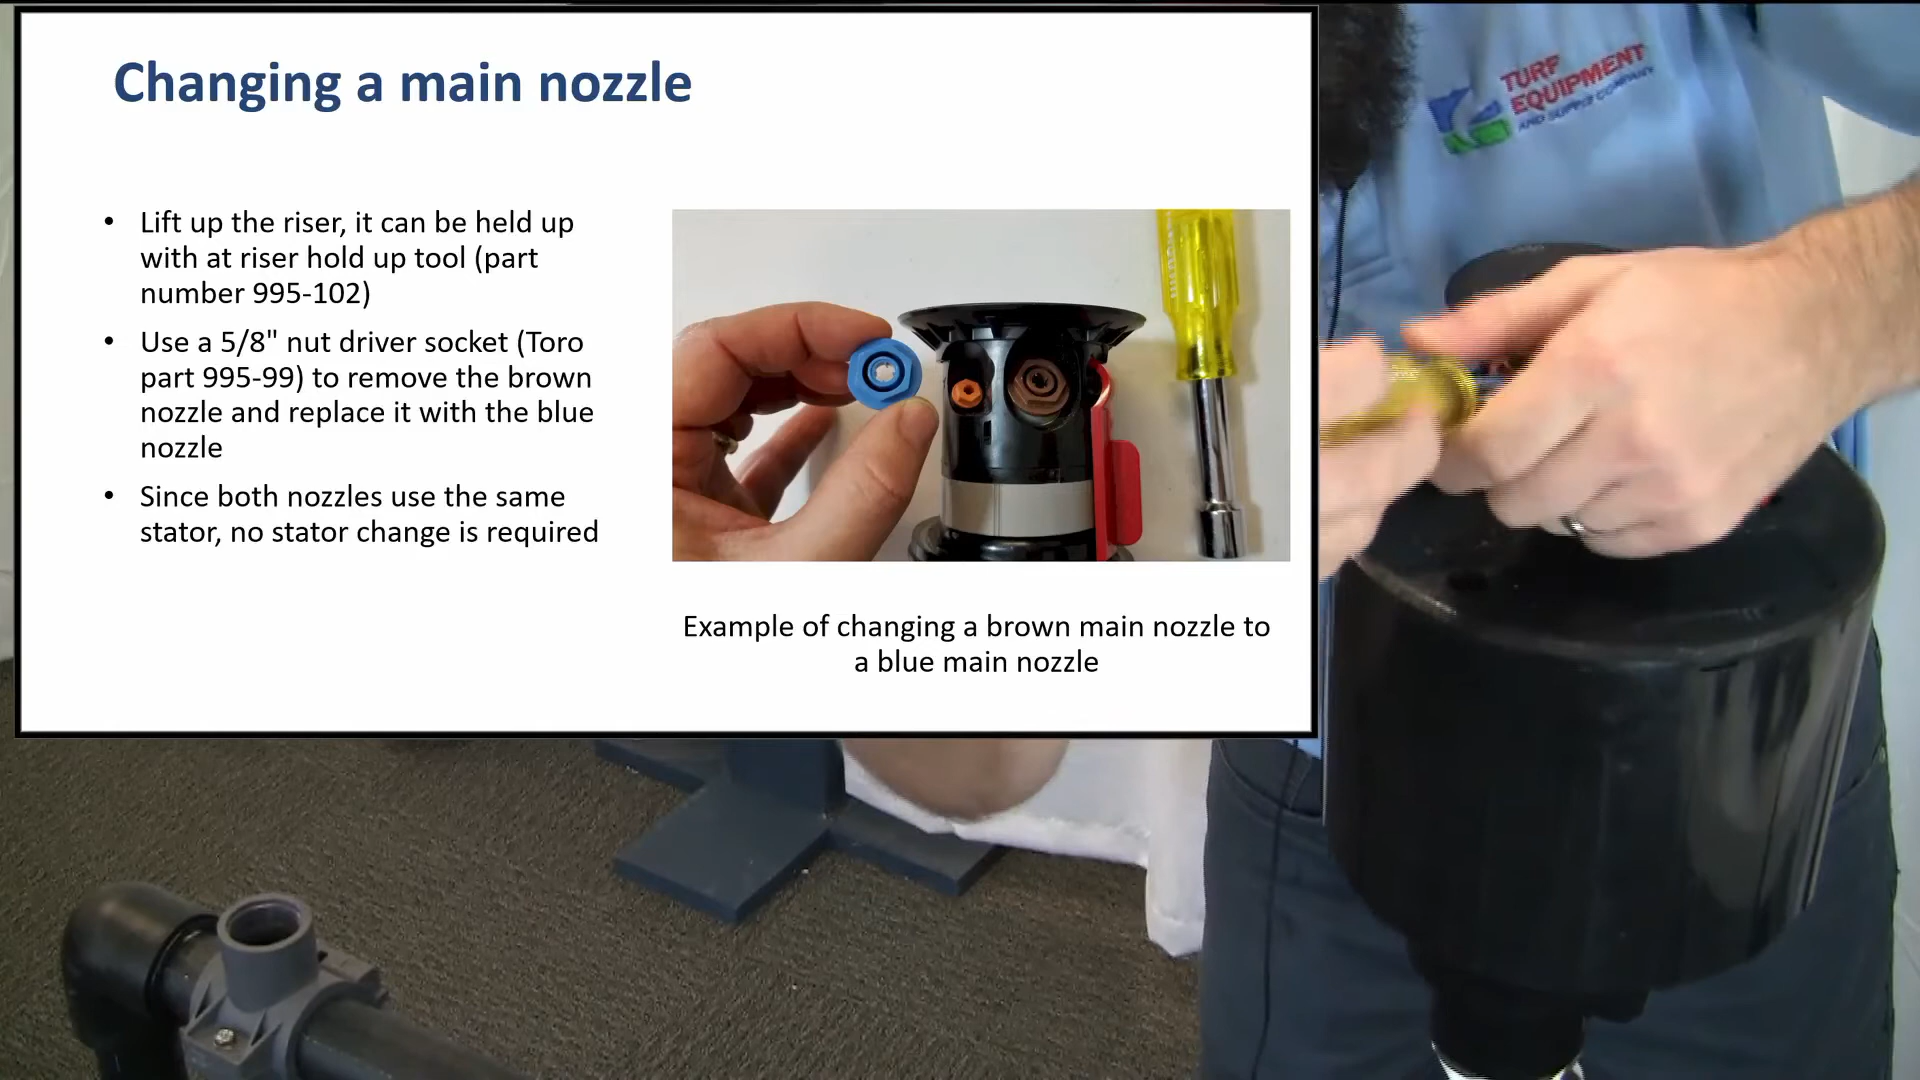 Changing a main nozzle
• Lift up the riser, it can be held up
with at riser hold up tool (part
number 995-102)
• Use a 5/8" nut driver socket (Toro
part 995-99) to remove the brown
nozzle and replace it with the blue
nozzle
• Since both nozzles use the same
stator, no stator change is required
Example of changing a brown main nozzle to
a blue main nozzle
TURF
EQUIPMENT
AND SUPPLY COMPANY